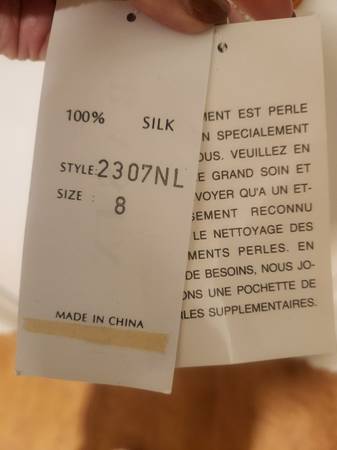 100% SILK
STYLE: 2307NL
SIZE : 8
MADE IN CHINA
MENT EST PERLE
N SPECIALEMENT
OUS. VEUILLEZ EN
E GRAND SOIN ET
VOYER QU'A UN ET-
SEMENT RECONNU
LE NETTOYAGE DES
MENTS PERLES. EN
DE BESOINS, NOUS JO-
ONS UNE POCHETTE DE
LES SUPPLEMENTAIRES.